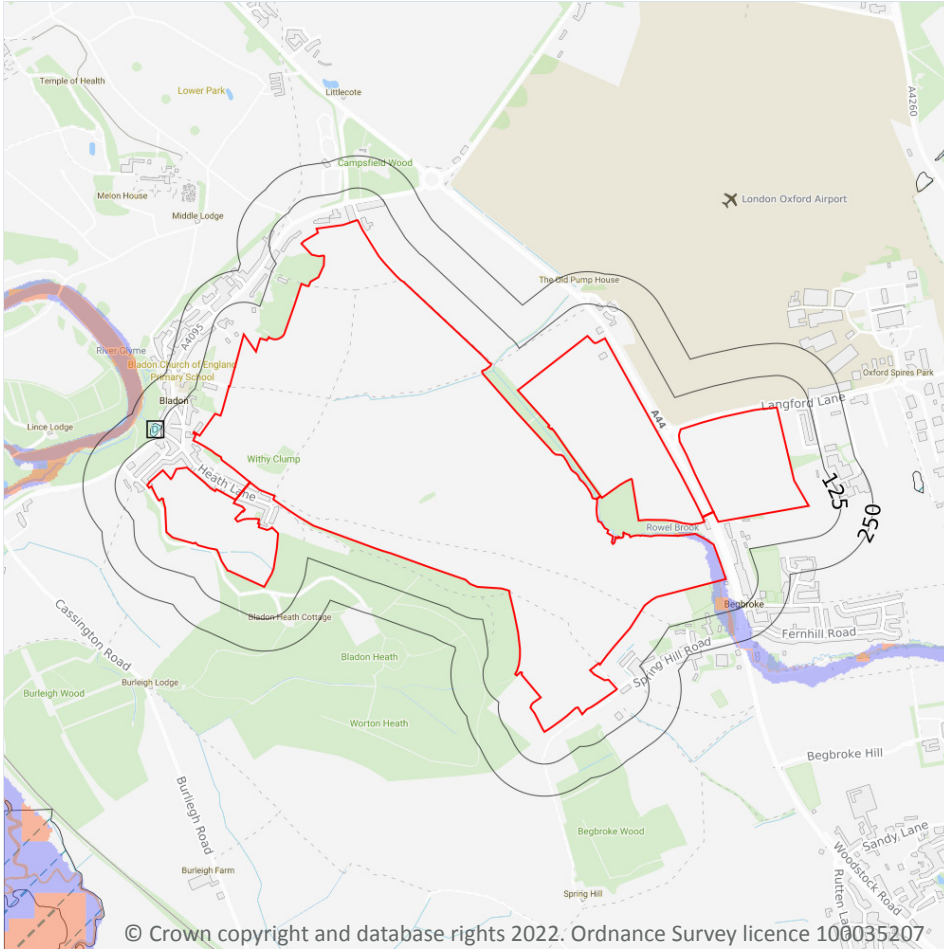 Temple of Health
Lower Park
Littlecote
A4260
Campsfield Wood
Melon House
Middle Lodge
London Oxford Airport
The Old Pump House
A4095
River Glyme
Bladon Church of England
Primary School
Bladon
Oxford Spires Park
Langford Lane
A44
Lince Lodge
Withy Clump
Heath Lane
125
250
Rowel Brook
Cassington Road
Bladon Heath Cottage
Begbroke
Fernhill Road
Spring Hill Road
Bladon Heath
Burleigh Lodge
Burleigh Wood
Worton Heath
Begbroke Hill
Burliegh Road
Begbroke Wood
Sandy Lane
Woodstock Road
Rutten Lane
Burleigh Farm
Spring Hill
© Crown copyright and database rights 2022. Ordnance Survey licence 100035207